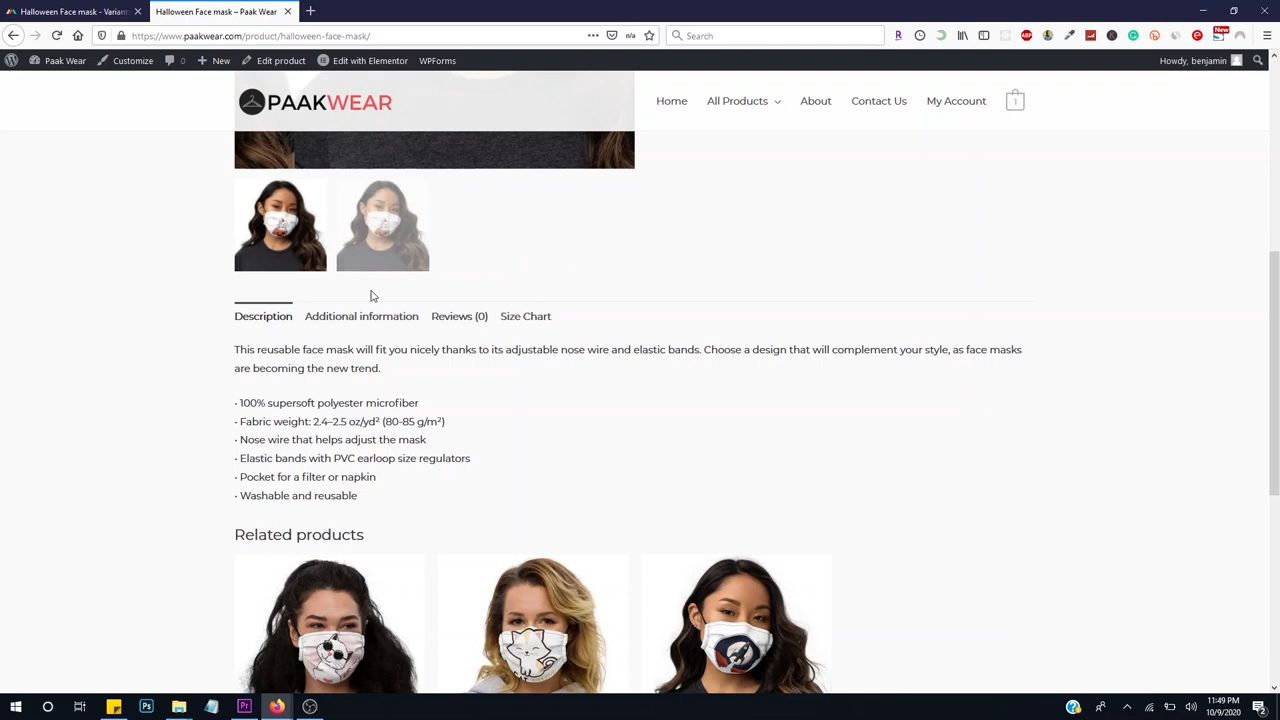 Halloween Face mask - Variants
Halloween Face mask – Paak Wear
https://www.paakwear.com/product/halloween-face-mask/
n/a
Search
ABP
New
Paak Wear
Customize
0
New
Edit product
Edit with Elementor
WPForms
Howdy, benjamin
PAAKWEAR
Home
All Products
About
Contact Us
My Account
1
Description
Additional information
Reviews (0)
Size Chart
This reusable face mask will fit you nicely thanks to its adjustable nose wire and elastic bands. Choose a design that will complement your style, as face masks
are becoming the new trend.
• 100% supersoft polyester microfiber
• Fabric weight: 2.4–2.5 oz/yd² (80-85 g/m²)
• Nose wire that helps adjust the mask
• Elastic bands with PVC earloop size regulators
• Pocket for a filter or napkin
• Washable and reusable
Related products
Ps
Pr
11:49 PM
10/9/2020
2